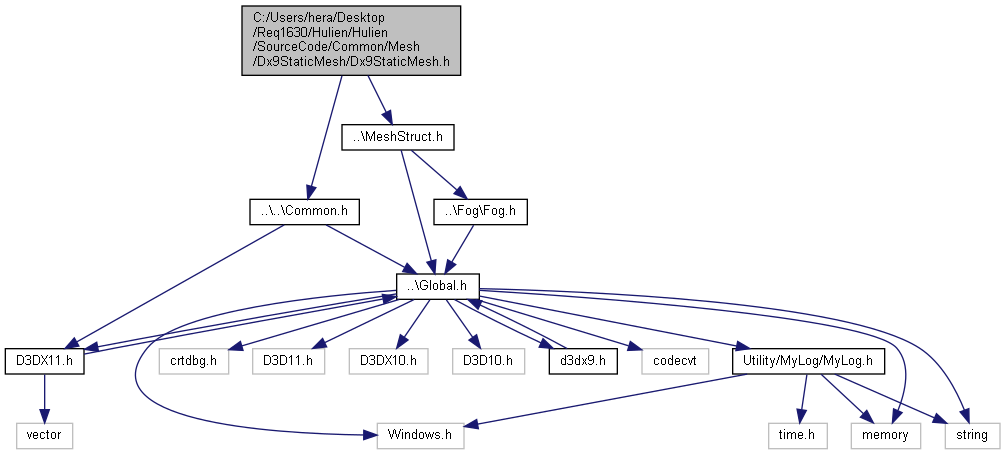 C:/Users/hera/Desktop
/Req1630/Hulien/Hulien
/SourceCode/Common/Mesh
/Dx9StaticMesh/Dx9StaticMesh.h
..\MeshStruct.h
..\..\Common.h
..\Fog\Fog.h
..\Global.h
D3DX11.h
crtdbg.h
D3D11.h
D3DX10.h
D3D10.h
d3dx9.h
codecvt
Utility/MyLog/MyLog.h
vector
Windows.h
time.h
memory
string